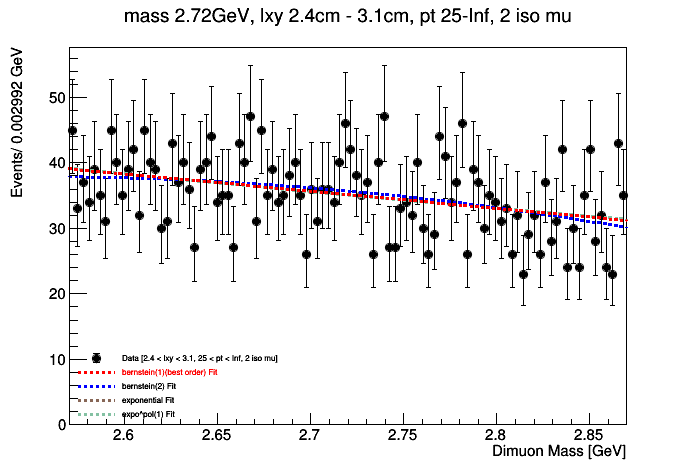 mass 2.72GeV, lxy 2.4cm - 3.1cm, pt 25-Inf, 2 iso mu
Events/ 0.002992 GeV
50
40
30
20
10
0
Data [2.4 < lxy < 3.1, 25 < pt < Inf, 2 iso mu]
bernstein(1)(best order) Fit
bernstein(2) Fit
exponential Fit
expo*pol(1) Fit
2.6 2.65 2.7 2.75 2.8 2.85
Dimuon Mass [GeV]